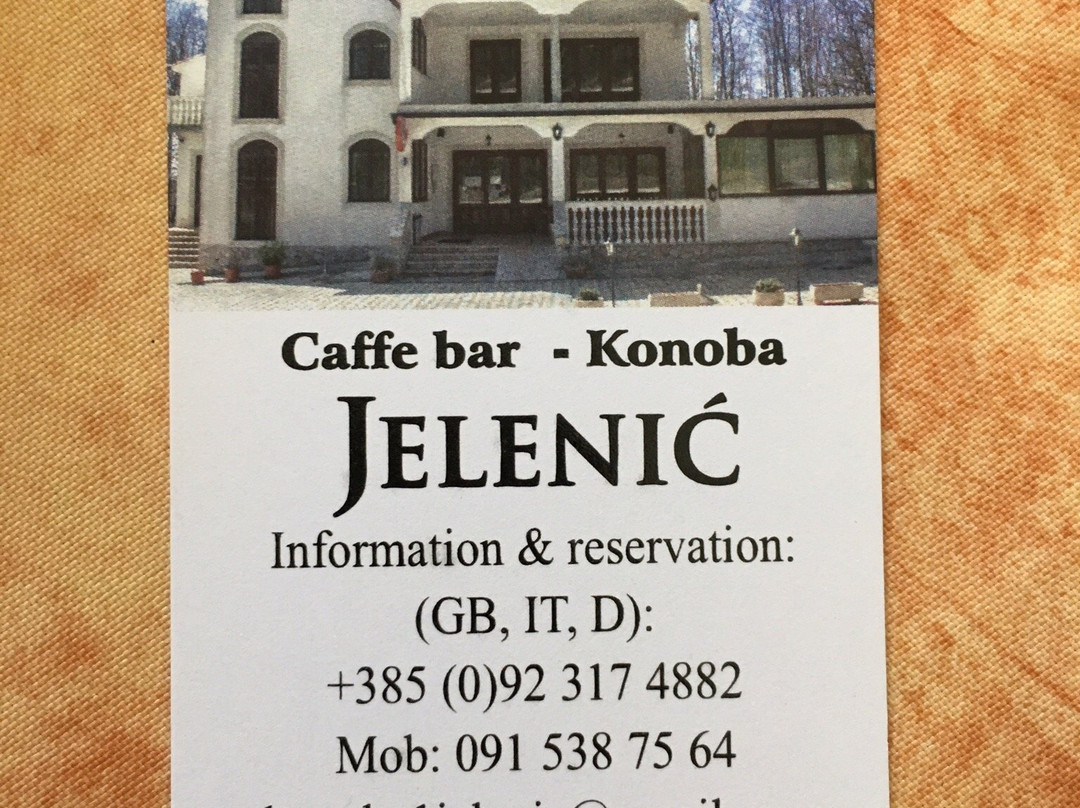 Caffe bar - Konoba
JELENIĆ
Information & reservation:
(GB, IT, D):
+385 (0)92 317 4882
Mob: 091 538 75 64